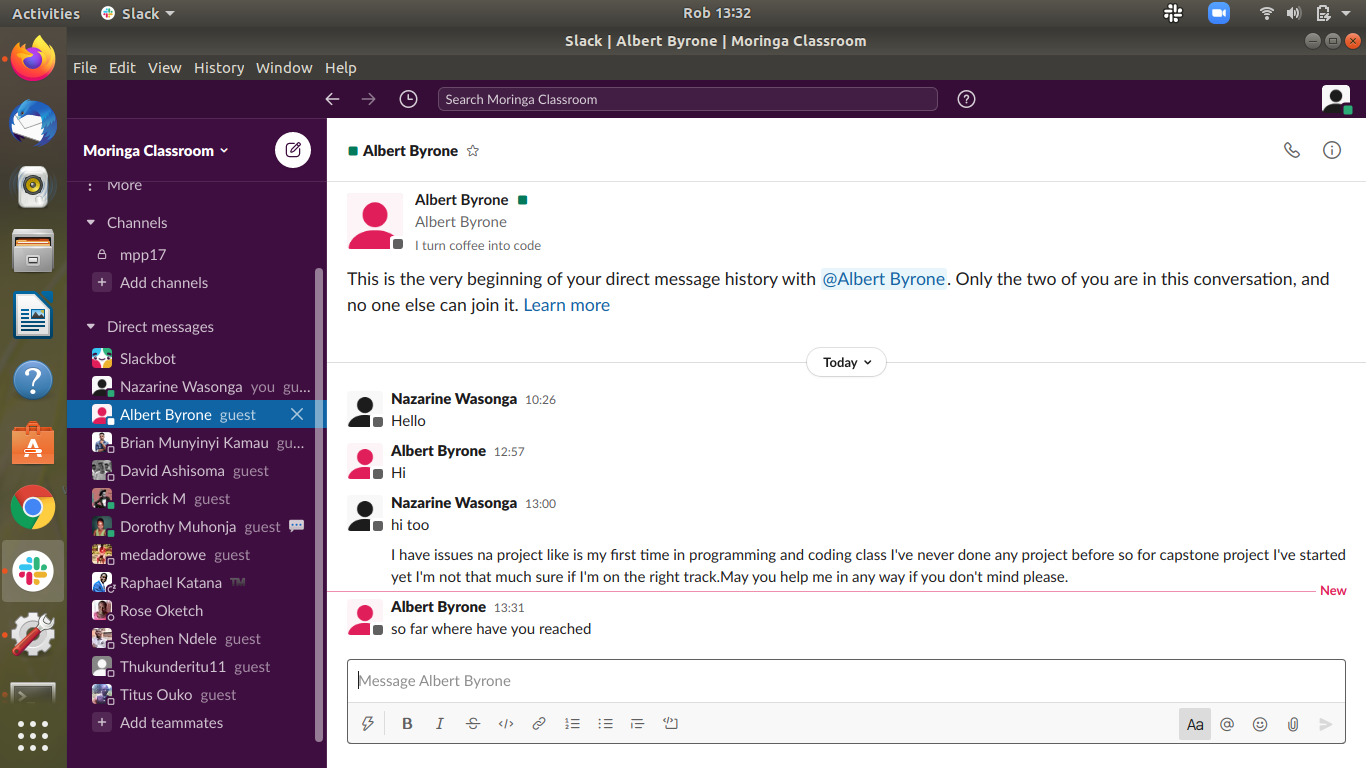 Activities Slack Rob 13:32
Slack | Albert Byrone | Moringa Classroom
File Edit View History Window Help
Search Moringa Classroom
Moringa Classroom
More
Channels
mpp17
Add channels
Direct messages
Slackbot
Nazarine Wasonga you gu...
Albert Byrone guest
Brian Munyinyi Kamau gu...
David Ashisoma guest
Derrick M guest
Dorothy Muhonja guest
medadorowe guest
Raphael Katana TM
Rose Oketch
Stephen Ndele guest
Thukunderitu11 guest
Titus Ouko guest
Add teammates
Albert Byrone
Albert Byrone
Albert Byrone
I turn coffee into code
This is the very beginning of your direct message history with @Albert Byrone. Only the two of you are in this conversation, and
no one else can join it. Learn more
Today
Nazarine Wasonga 10:26
Hello
Albert Byrone 12:57
Hi
Nazarine Wasonga 13:00
hi too
I have issues na project like is my first time in programming and coding class I've never done any project before so for capstone project I've started
yet I'm not that much sure if I'm on the right track.May you help me in any way if you don't mind please.
New
Albert Byrone 13:31
so far where have you reached
Message Albert Byrone
B I S Aa @